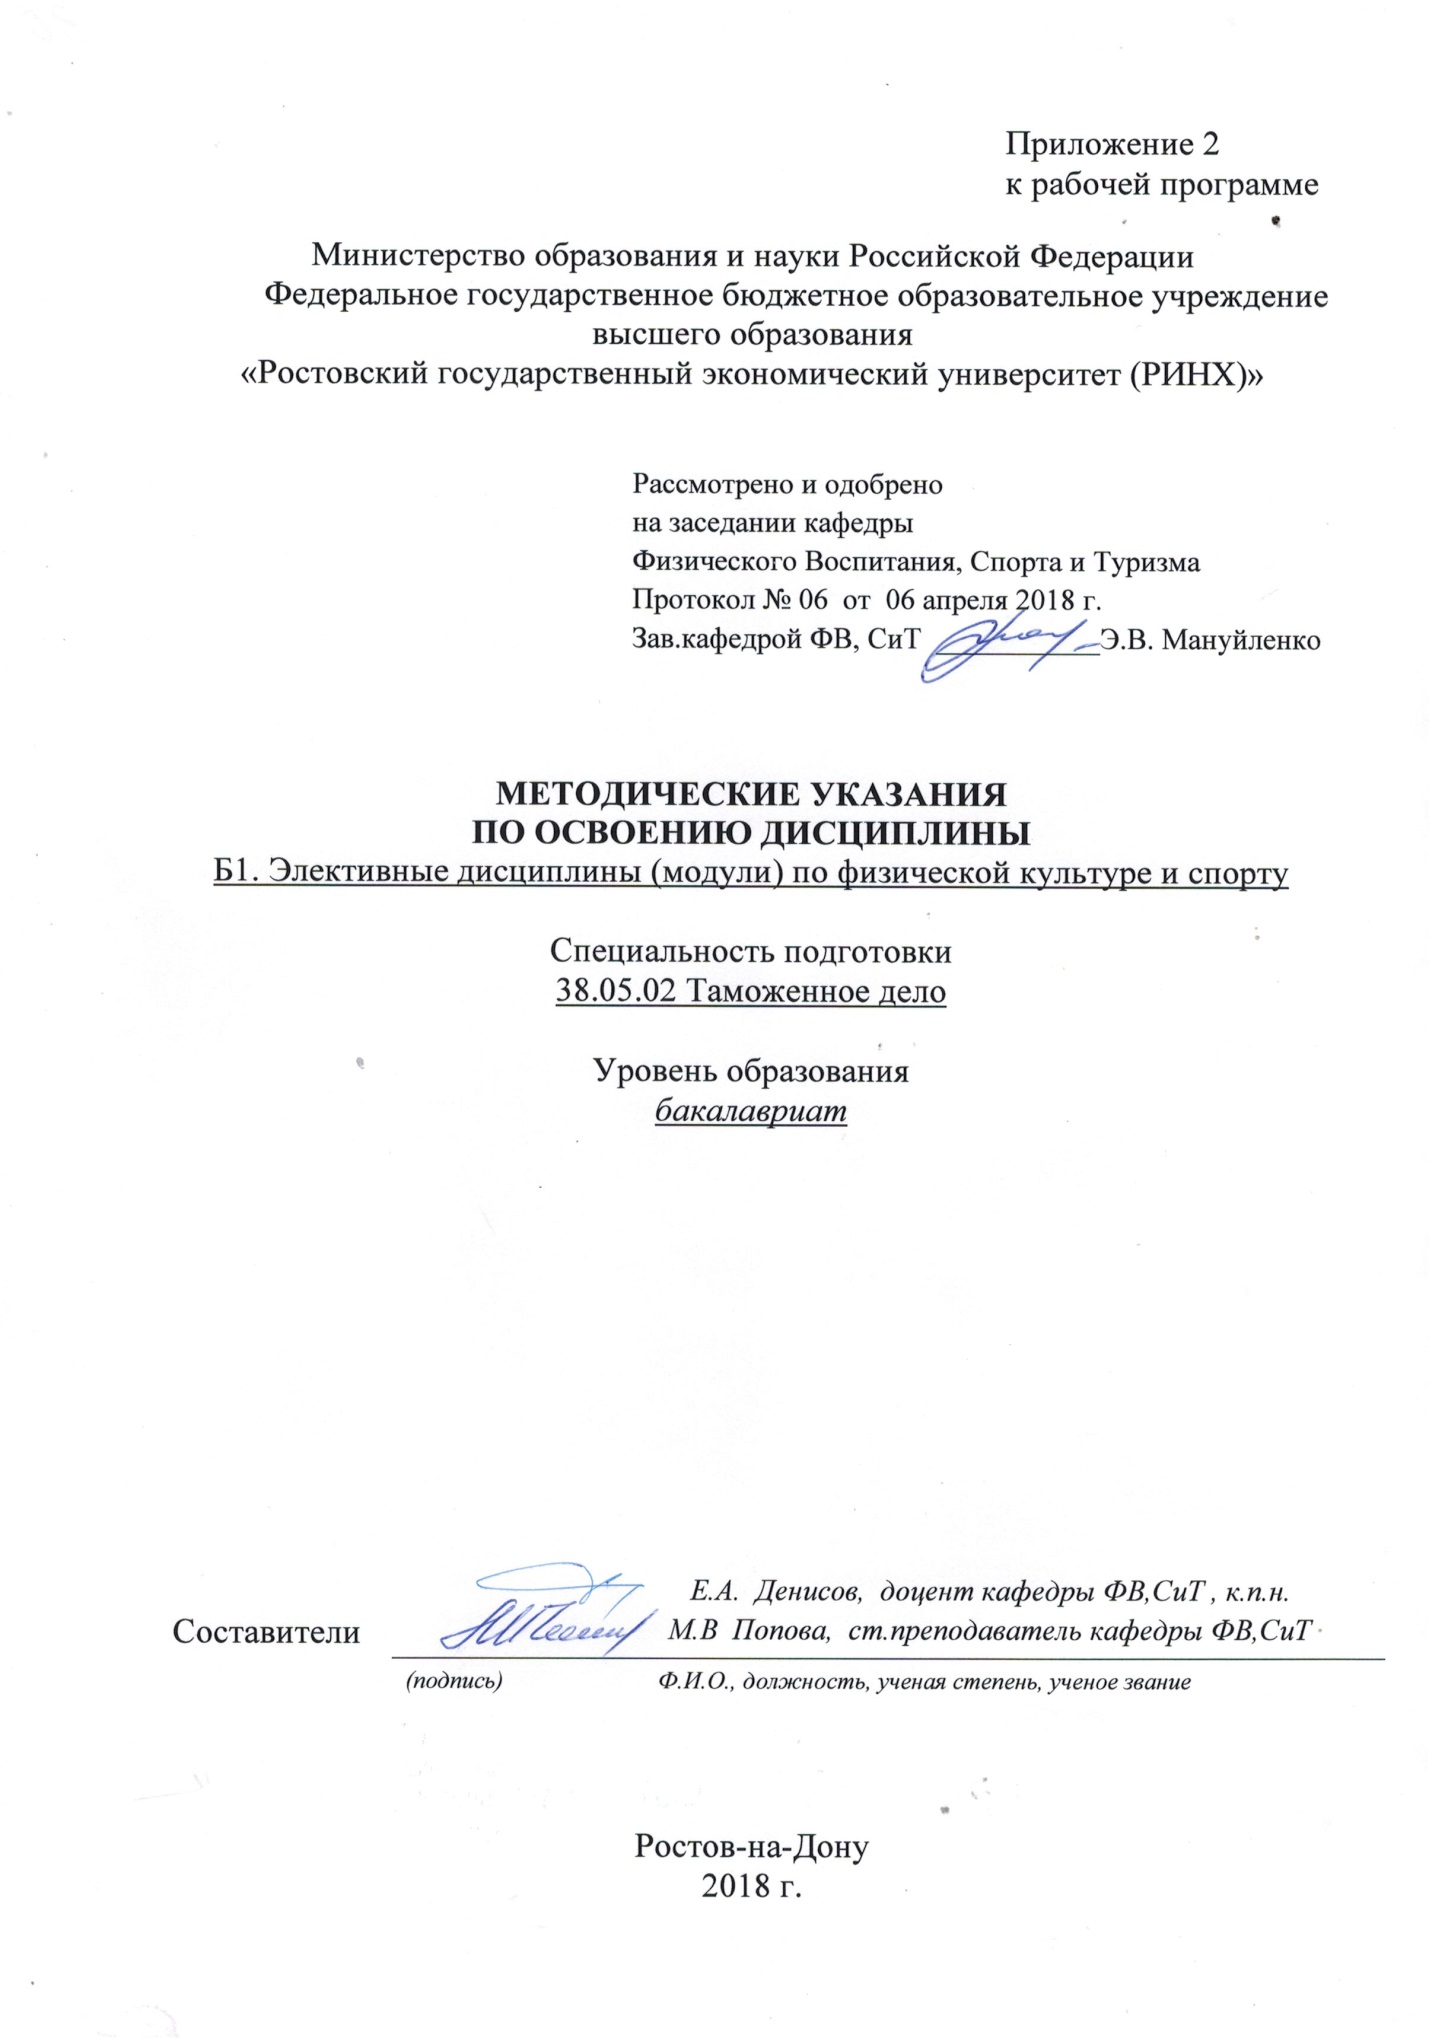 Приложение 2
к рабочей программе
Министерство образования и науки Российской Федерации
Федеральное государственное бюджетное образовательное учреждение
высшего образования
«Ростовский государственный экономический университет (РИНХ)»
Рассмотрено и одобрено
на заседании кафедры
Физического Воспитания, Спорта и Туризма
Протокол № 06 от 06 апреля 2018 г.
Зав.кафедрой ФВ, СиТ ___________Э.В. Мануйленко
МЕТОДИЧЕСКИЕ УКАЗАНИЯ
ПО ОСВОЕНИЮ ДИСЦИПЛИНЫ
Б1. Элективные дисциплины (модули) по физической культуре и спорту
Специальность подготовки
38.05.02 Таможенное дело
Уровень образования
бакалавриат
Е.А. Денисов, доцент кафедры ФВ,СиТ , к.п.н.
Составители М.В Попова, ст.преподаватель кафедры ФВ,СиТ
(подпись) Ф.И.О., должность, ученая степень, ученое звание
Ростов-на-Дону
2018 г.